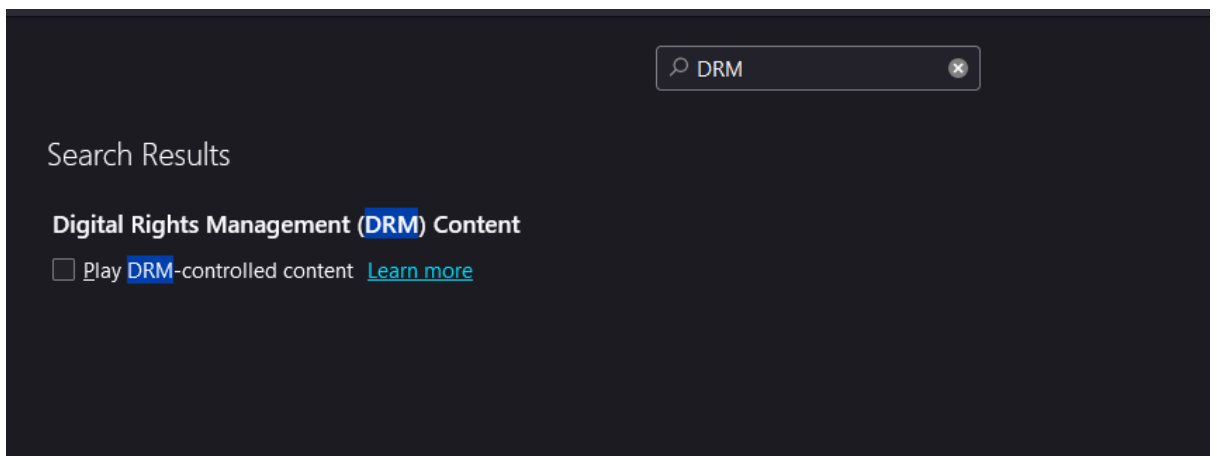 DRM
Search Results
Digital Rights Management (DRM) Content
Play DRM-controlled content Learn more